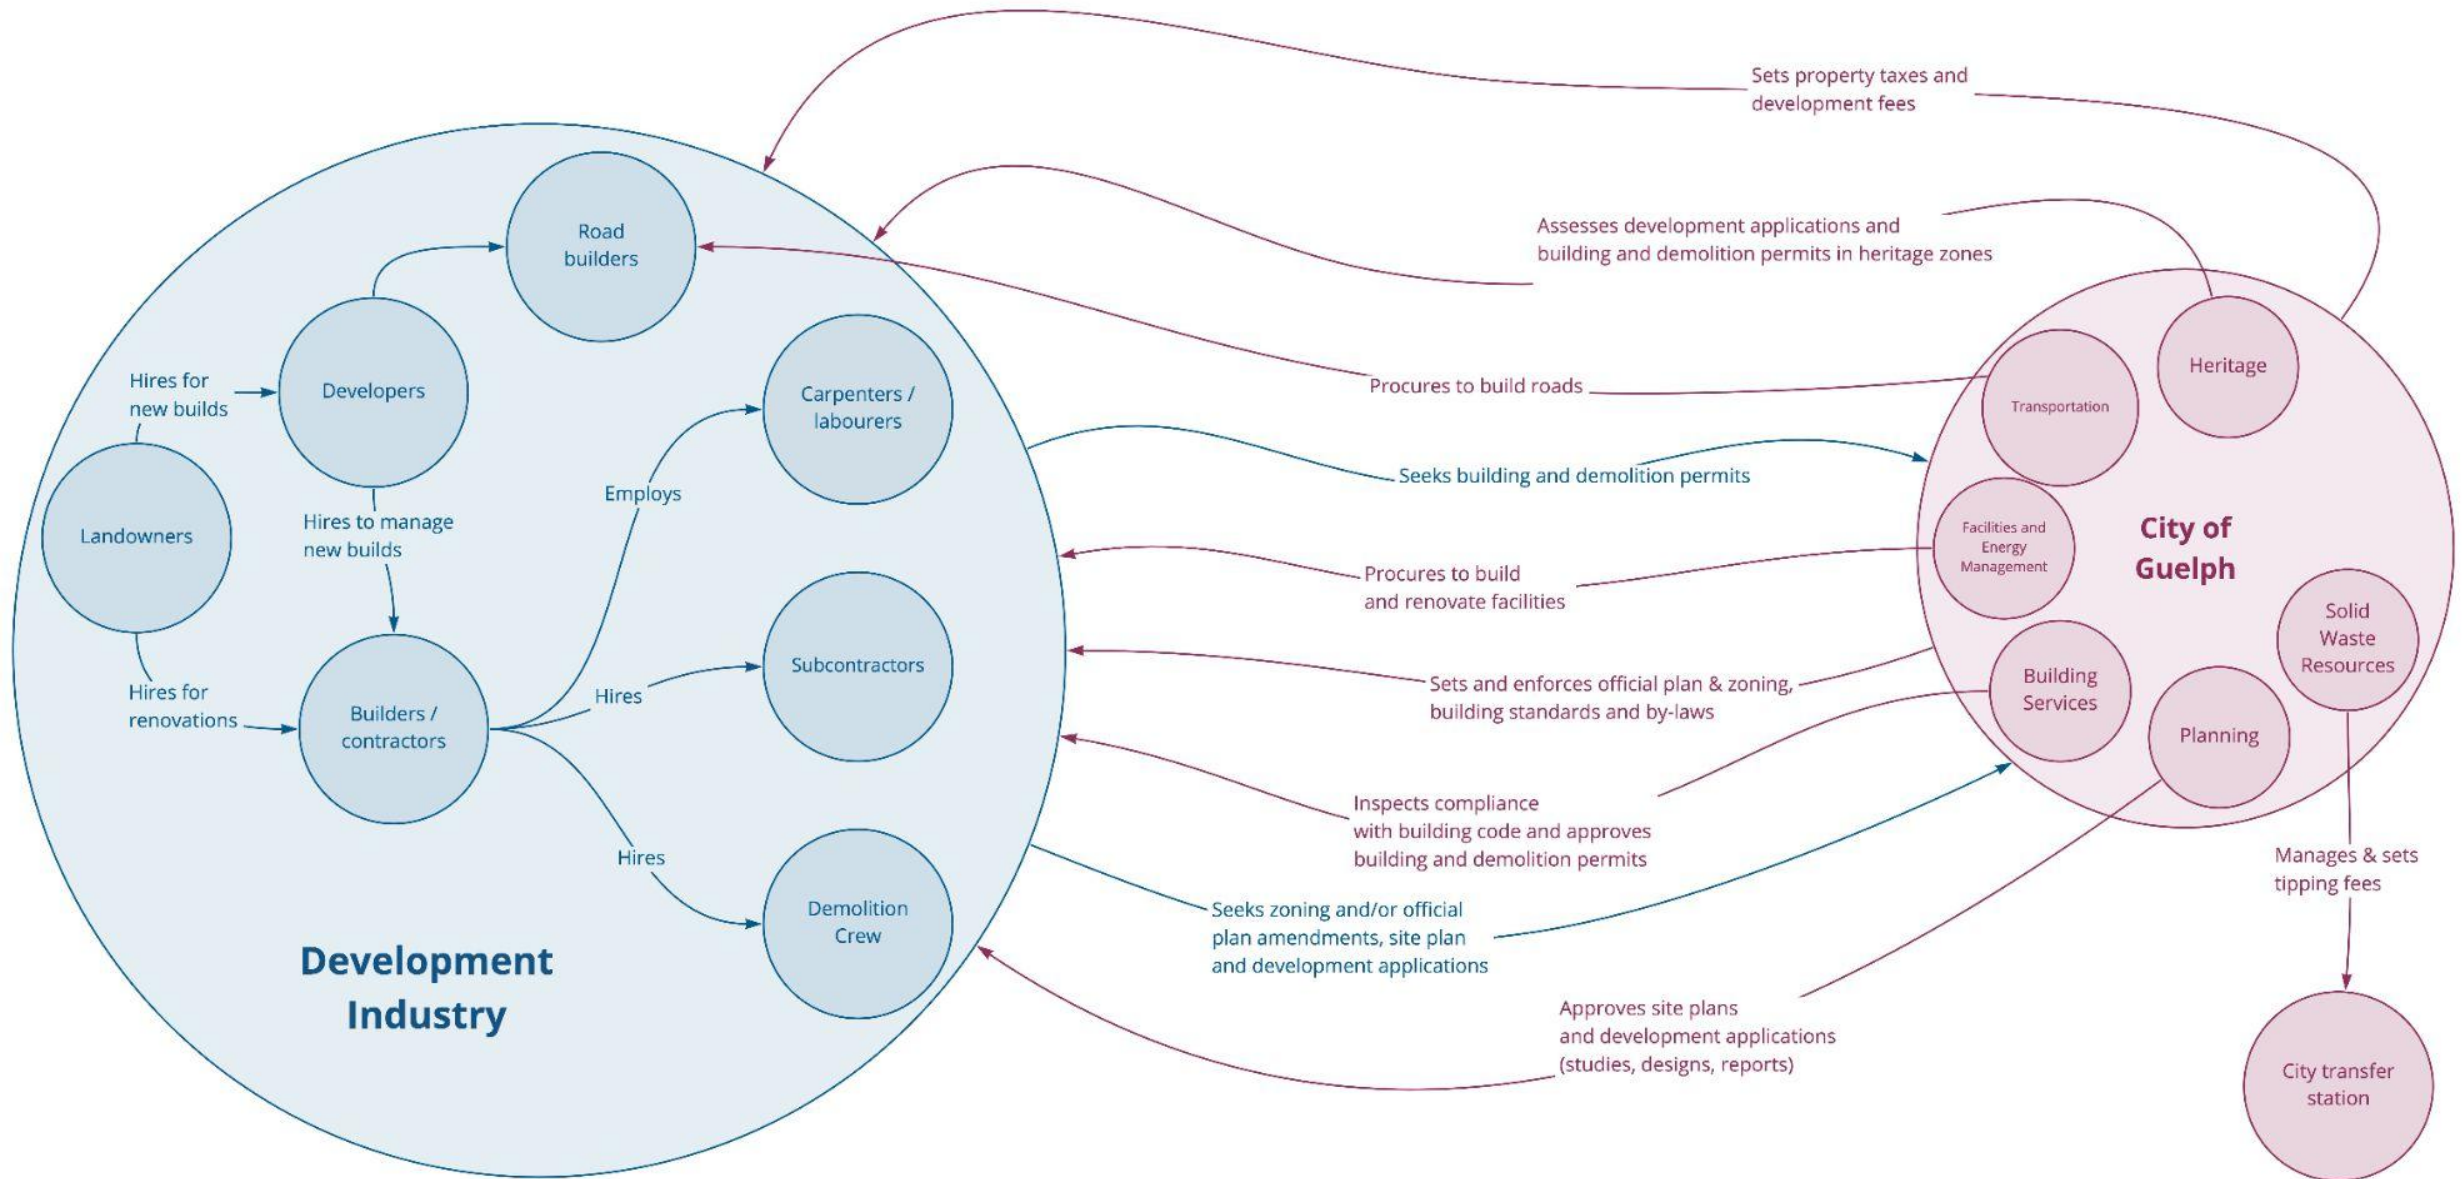 Sets property taxes and
development fees
Road
builders
Assesses development applications and
building and demolition permits in heritage zones
Heritage
Hires for
new builds
Developers
Carpenters /
labourers
Procures to build roads
Transportation
Employs
Seeks building and demolition permits
Landowners
Hires to manage
new builds
Facilities and
Energy
Management
City of
Guelph
Procures to build
and renovate facilities
Solid
Waste
Resources
Subcontractors
Hires
Hires for
renovations
Builders /
contractors
Sets and enforces official plan & zoning,
building standards and by-laws
Building
Services
Planning
Inspects compliance
with building code and approves
building and demolition permits
Hires
Manages & sets
tipping fees
Demolition
Crew
Seeks zoning and/or official
plan amendments, site plan
and development applications
Development
Industry
Approves site plans
and development applications
(studies, designs, reports)
City transfer
station